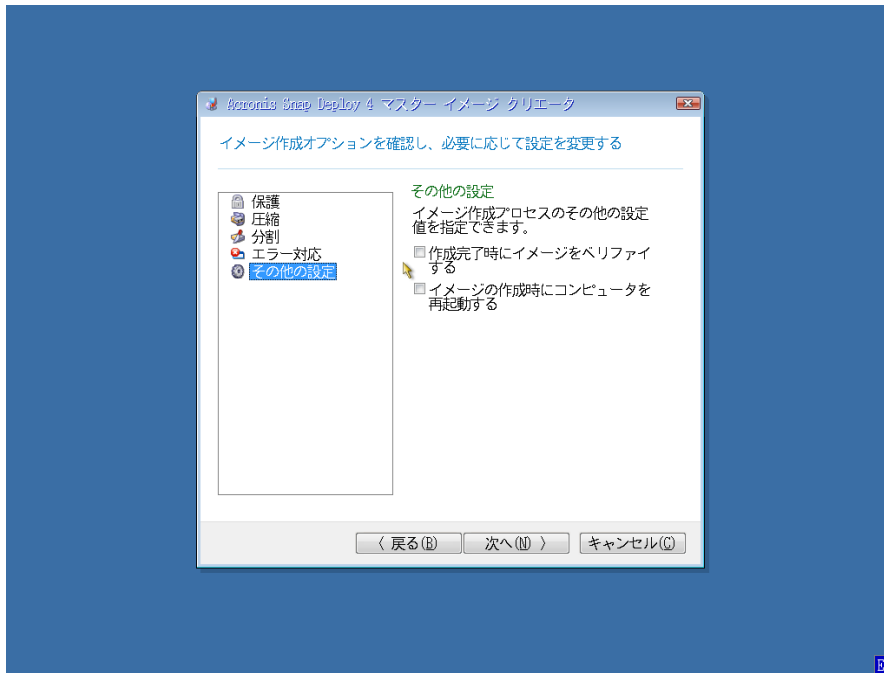 Acronis Snap Deploy 4 マスター イメージ クリエータ
イメージ作成オプションを確認し、必要に応じて設定を変更する
保護
圧縮
分割
エラー対応
その他の設定
その他の設定
イメージ作成プロセスのその他の設定
値を指定できます。
作成完了時にイメージをベリファイ
する
イメージの作成時にコンピュータを
再起動する
〈 戻る(B)
次へ(N) 〉
キャンセル(C)
E